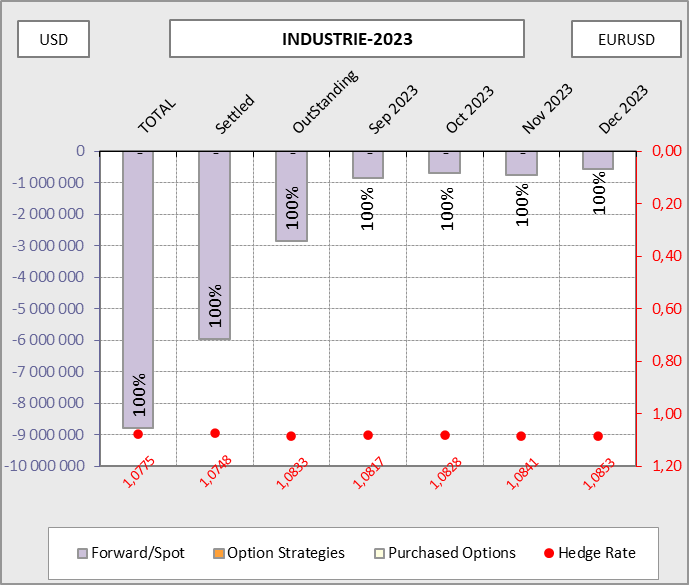 USD
INDUSTRIE-2023
EURUSD
TOTAL
Settled
OutStanding
Sep 2023
Oct 2023
Nov 2023
Dec 2023
0
-1 000 000
-2 000 000
-3 000 000
-4 000 000
-5 000 000
-6 000 000
-7 000 000
-8 000 000
-9 000 000
-10 000 000
100%
100%
100%
100%
100%
100%
100%
0,00
0,20
0,40
0,60
0,80
1,00
1,20
1,0775
1,0748
1,0833
1,0817
1,0828
1,0841
1,0853
Forward/Spot
Option Strategies
Purchased Options
Hedge Rate